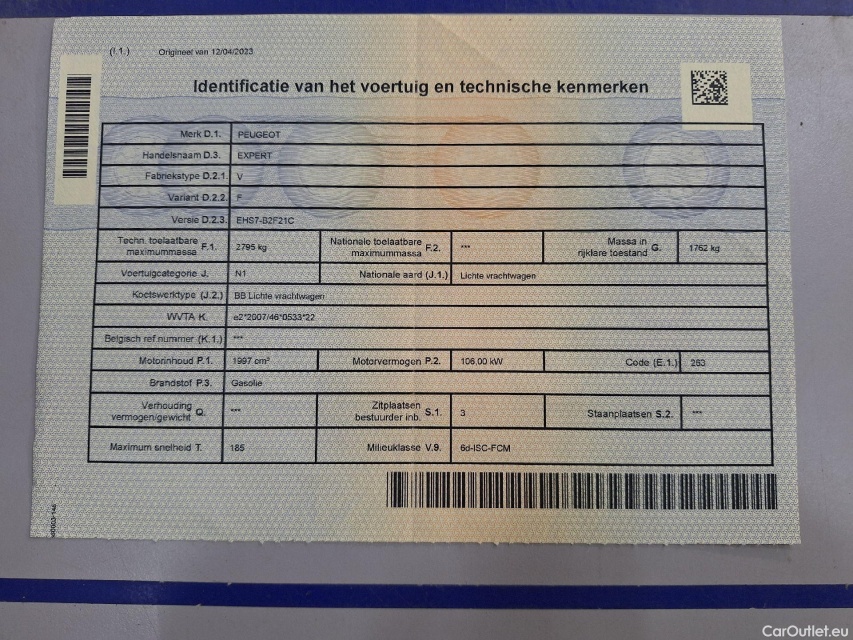 (I.1.) Origineel van 12/04/2023
Identificatie van het voertuig en technische kenmerken
Merk D.1. PEUGEOT
Handelsnaam D.3. EXPERT
Fabriekstype D.2.1. V
Variant D.2.2. F
Versie D.2.3. EHS7-B2F21C
Techn. toelaatbare maximummassa F.1. 2795 kg Nationale toelaatbare maximummassa F.2. *** Massa in rijklare toestand G. 1762 kg
Voertuigcategorie J. N1 Nationale aard (J.1.) Lichte vrachtwagen
Koetswerktype (J.2.) BB Lichte vrachtwagen
WVTA K. e2*2007/46*0533*22
Belgisch ref.nummer (K.1.) ***
Motorinhoud P.1. 1997 cm³ Motorvermogen P.2. 106,00 kW Code (E.1.) 263
Brandstof P.3. Gasolie
Verhouding vermogen/gewicht Q. *** Zitplaatsen bestuurder inb. S.1. 3 Staanplaatsen S.2. ***
Maximum snelheid T. 185 Milieuklasse V.9. 6d-ISC-FCM
CarOutlet.eu